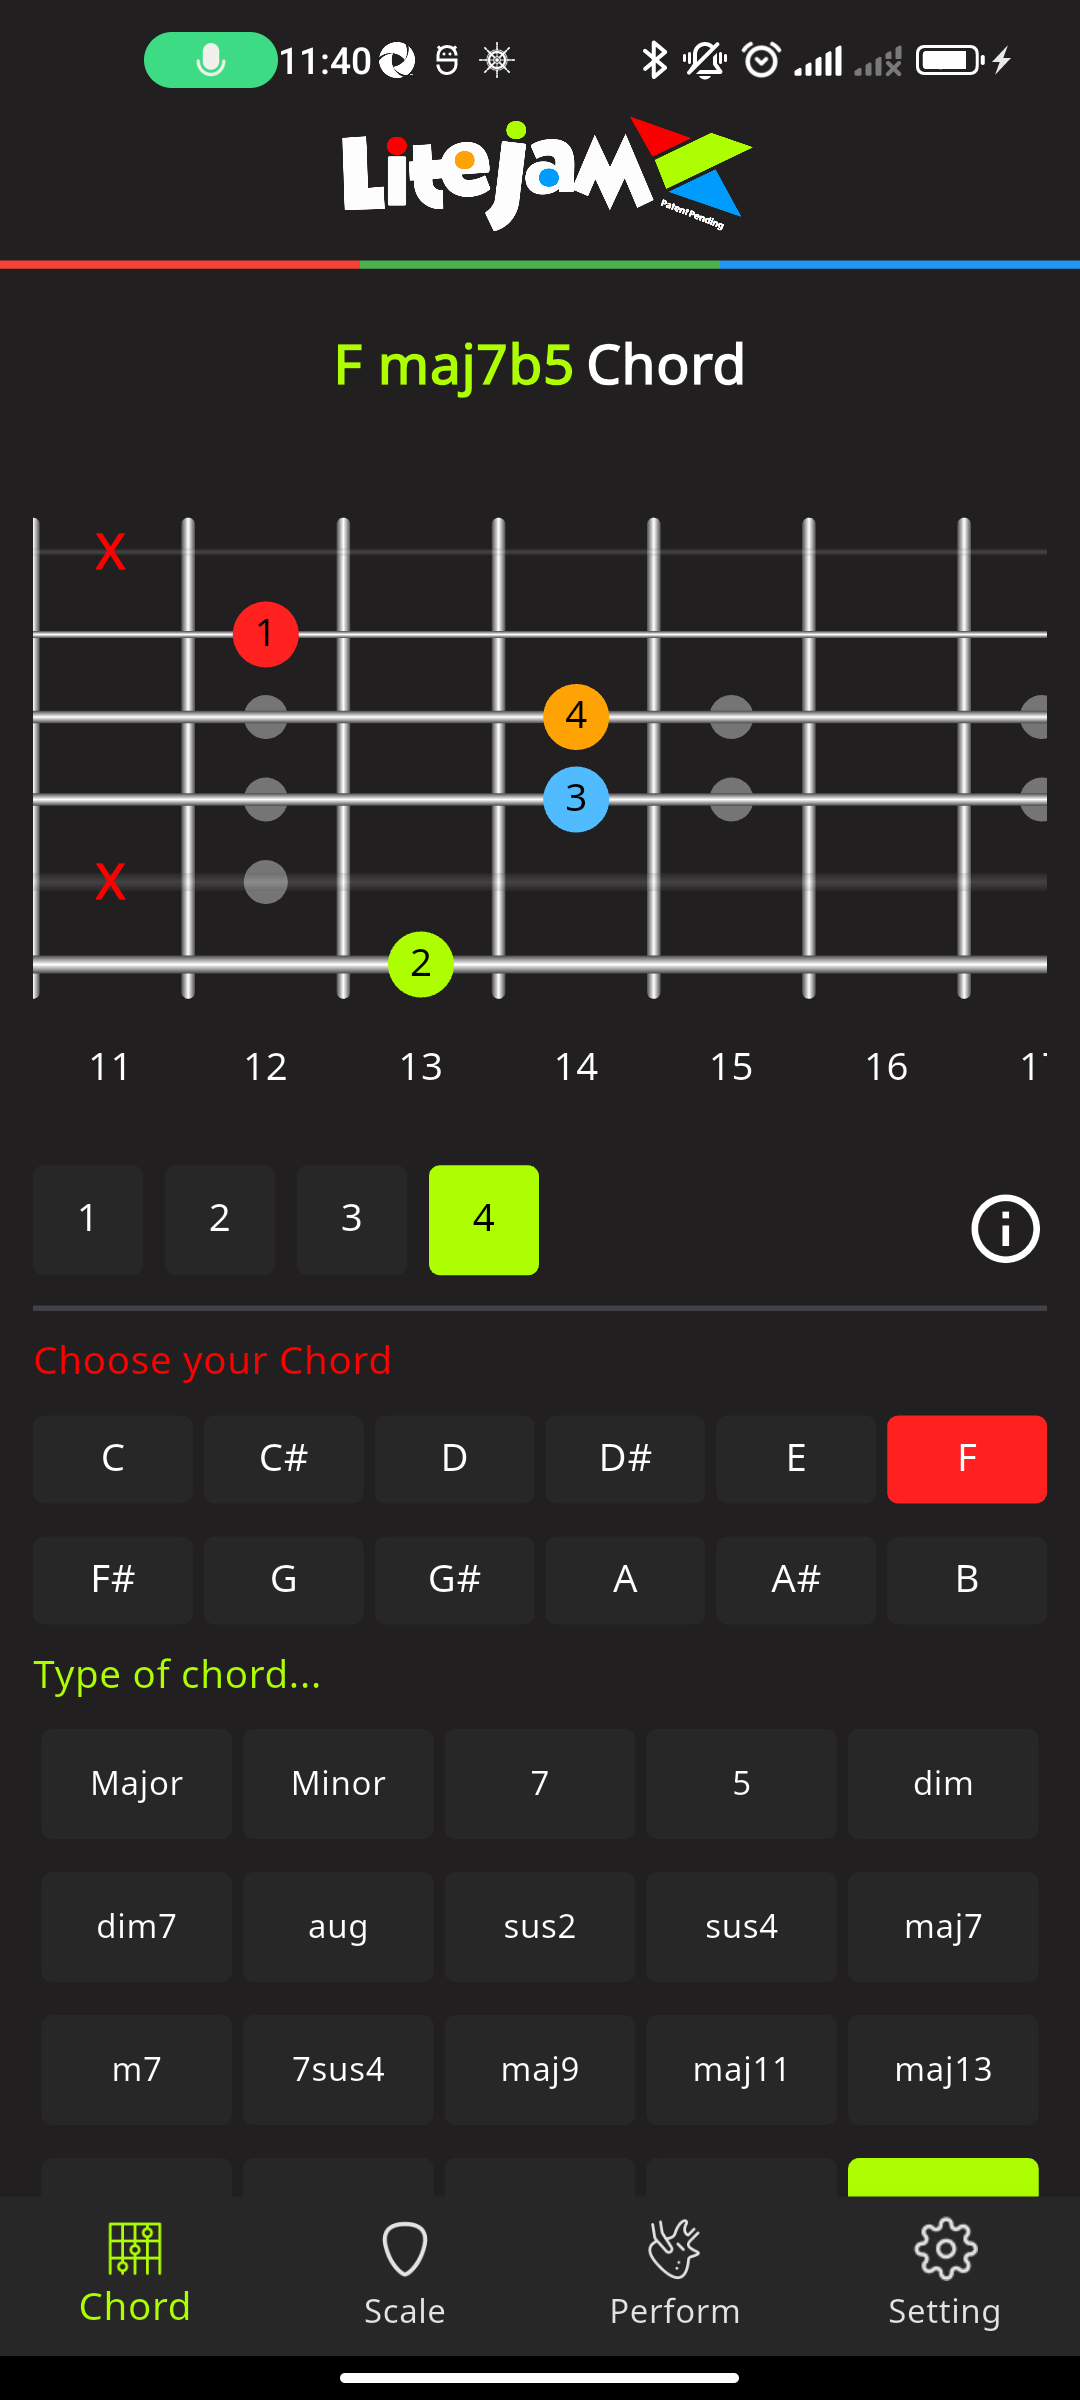 11:40
LiteJam
Patent Pending
F maj7b5 Chord
X
1
4
3
X
2
11 12 13 14 15 16 17
1 2 3 4
Choose your Chord
C C# D D# E F
F# G G# A A# B
Type of chord...
Major Minor 7 5 dim
dim7 aug sus2 sus4 maj7
m7 7sus4 maj9 maj11 maj13
Chord Scale Perform Setting